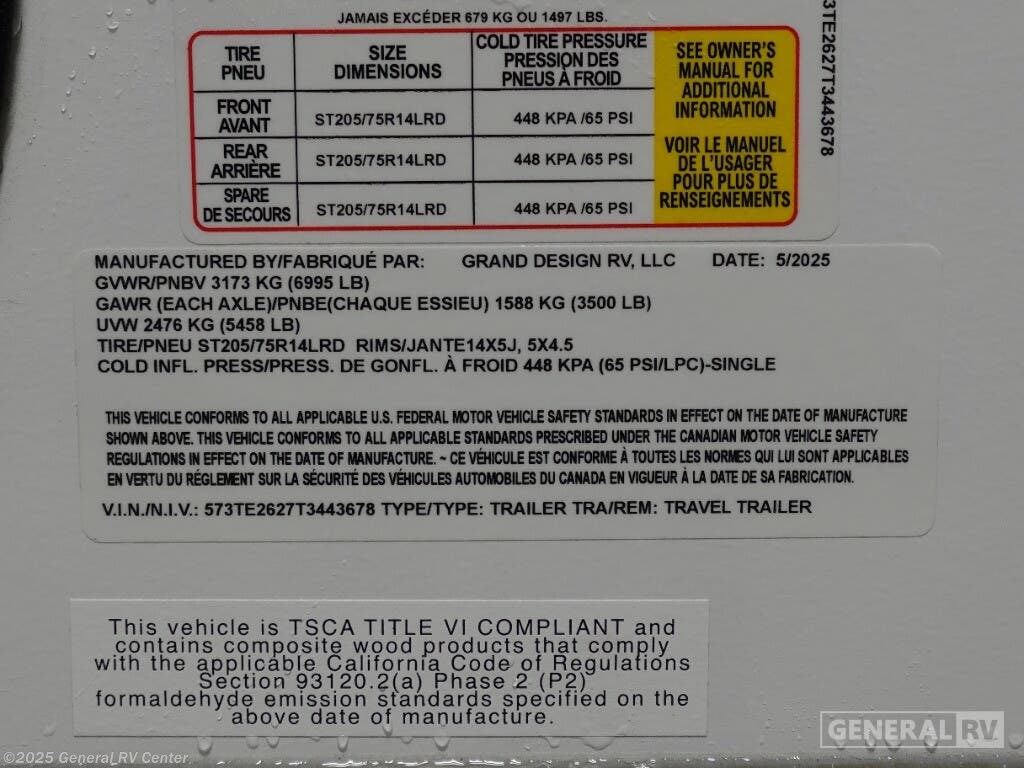 JAMAIS EXCÉDER 679 KG OU 1497 LBS.
TIRE
PNEU
SIZE
DIMENSIONS
COLD TIRE PRESSURE
PRESSION DES
PNEUS À FROID
SEE OWNER'S
MANUAL FOR
ADDITIONAL
INFORMATION
VOIR LE MANUEL
DE L'USAGER
POUR PLUS DE
RENSEIGNEMENTS
FRONT
AVANT
ST205/75R14LRD
448 KPA /65 PSI
REAR
ARRIÈRE
ST205/75R14LRD
448 KPA /65 PSI
SPARE
DE SECOURS
ST205/75R14LRD
448 KPA /65 PSI
73TE2627T3443678
MANUFACTURED BY/FABRIQUÉ PAR: GRAND DESIGN RV, LLC DATE: 5/2025
GVWR/PNBV 3173 KG (6995 LB)
GAWR (EACH AXLE)/PNBE(CHAQUE ESSIEU) 1588 KG (3500 LB)
UVW 2476 KG (5458 LB)
TIRE/PNEU ST205/75R14LRD RIMS/JANTE14X5J, 5X4.5
COLD INFL. PRESS/PRESS. DE GONFL. À FROID 448 KPA (65 PSI/LPC)-SINGLE
THIS VEHICLE CONFORMS TO ALL APPLICABLE U.S. FEDERAL MOTOR VEHICLE SAFETY STANDARDS IN EFFECT ON THE DATE OF MANUFACTURE
SHOWN ABOVE. THIS VEHICLE CONFORMS TO ALL APPLICABLE STANDARDS PRESCRIBED UNDER THE CANADIAN MOTOR VEHICLE SAFETY
REGULATIONS IN EFFECT ON THE DATE OF MANUFACTURE. ~ CE VÉHICULE EST CONFORME À TOUTES LES NORMES QUI LUI SONT APPLICABLES
EN VERTU DU RÉGLEMENT SUR LA SÉCURITÉ DES VÉHICULES AUTOMOBILES DU CANADA EN VIGUEUR À LA DATE DE SA FABRICATION.
V.I.N./N.I.V.: 573TE2627T3443678 TYPE/TYPE: TRAILER TRA/REM: TRAVEL TRAILER
This vehicle is TSCA TITLE VI COMPLIANT and
contains composite wood products that comply
with the applicable California Code of Regulations
Section 93120.2(a) Phase 2 (P2)
formaldehyde emission standards specified on the
above date of manufacture.
GENERAL RV
©2025 General RV Center